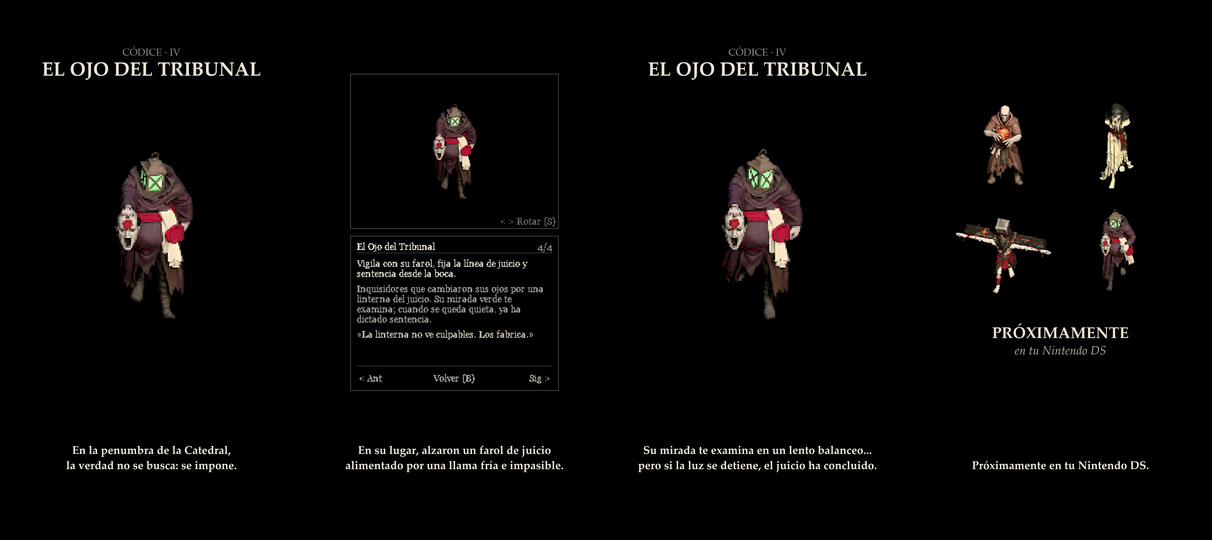 CÓDICE - IV
EL OJO DEL TRIBUNAL
En la penumbra de la Catedral,
la verdad no se busca: se impone.
< > Rotar (S)
El Ojo del Tribunal 4/4
Vigila con su farol, fija la línea de juicio y
sentencia desde la boca.
Inquisidores que cambiaron sus ojos por una
linterna del juicio. Su mirada verde te
examina; cuando se queda quieta, ya ha
dictado sentencia.
«La linterna no ve culpables. Los fabrica.»
< Ant Volver (B) Sig >
En su lugar, alzaron un farol de juicio
alimentado por una llama fría e impasible.
CÓDICE - IV
EL OJO DEL TRIBUNAL
Su mirada te examina en un lento balanceo...
pero si la luz se detiene, el juicio ha concluido.
PRÓXIMAMENTE
en tu Nintendo DS
Próximamente en tu Nintendo DS.